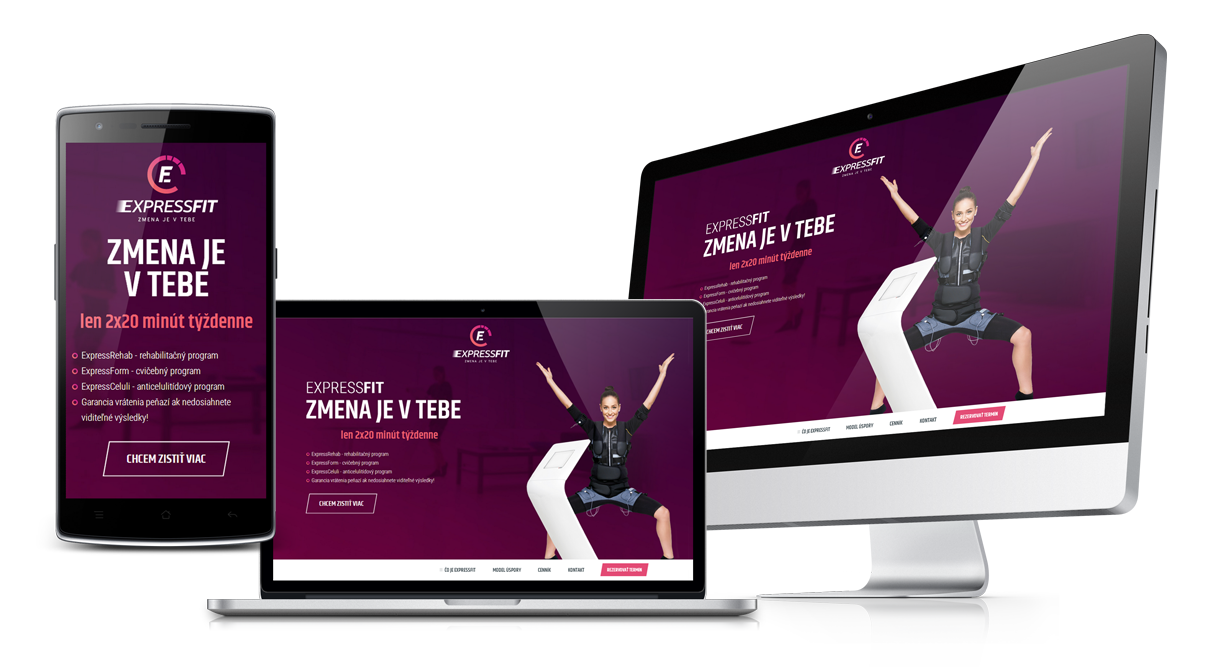 E
EXPRESSFIT
ZMENA JE V TEBE
ZMENA JE
V TEBE
len 2x20 minút týždenne
ExpressRehab - rehabilitačný program
ExpressForm - cvičebný program
ExpressCeluli - anticelulitídový program
Garancia vrátenia peňazí ak nedosiahnete
viditeľné výsledky!
CHCEM ZISTIŤ VIAC
E
EXPRESSFIT
ZMENA JE V TEBE
EXPRESSFIT
ZMENA JE V TEBE
len 2x20 minút týždenne
ExpressRehab - rehabilitačný program
ExpressForm - cvičebný program
ExpressCeluli - anticelulitídový program
Garancia vrátenia peňazí ak nedosiahnete viditeľné výsledky!
CHCEM ZISTIŤ VIAC
ČO JE EXPRESSFIT MODEL ÚSPORY CENNÍK KONTAKT REZERVOVAŤ TERMÍN
E
EXPRESSFIT
ZMENA JE V TEBE
EXPRESSFIT
ZMENA JE V TEBE
len 2x20 minút týždenne
ExpressRehab - rehabilitačný program
ExpressForm - cvičebný program
ExpressCeluli - anticelulitídový program
Garancia vrátenia peňazí ak nedosiahnete viditeľné výsledky!
CHCEM ZISTIŤ VIAC
ČO JE EXPRESSFIT MODEL ÚSPORY CENNÍK KONTAKT REZERVOVAŤ TERMÍN